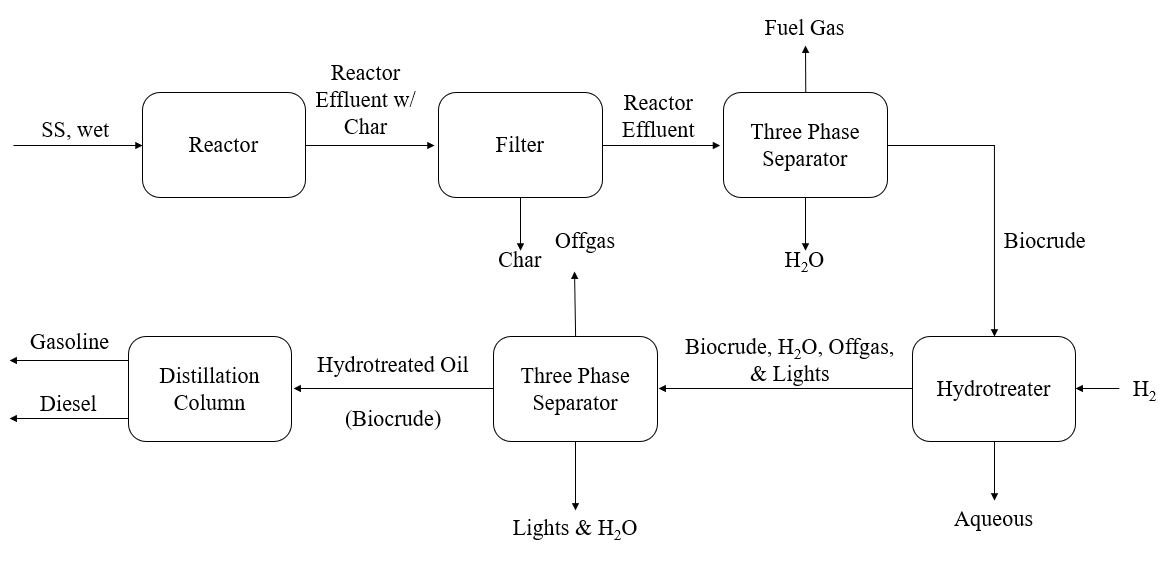 Fuel Gas
SS, wet
Reactor
Reactor
Effluent w/
Char
Filter
Reactor
Effluent
Three Phase
Separator
Char
Offgas
H₂O
Biocrude
Gasoline
Diesel
Distillation
Column
Hydrotreated Oil
(Biocrude)
Three Phase
Separator
Biocrude, H₂O, Offgas,
& Lights
Hydrotreater
H₂
Lights & H₂O
Aqueous